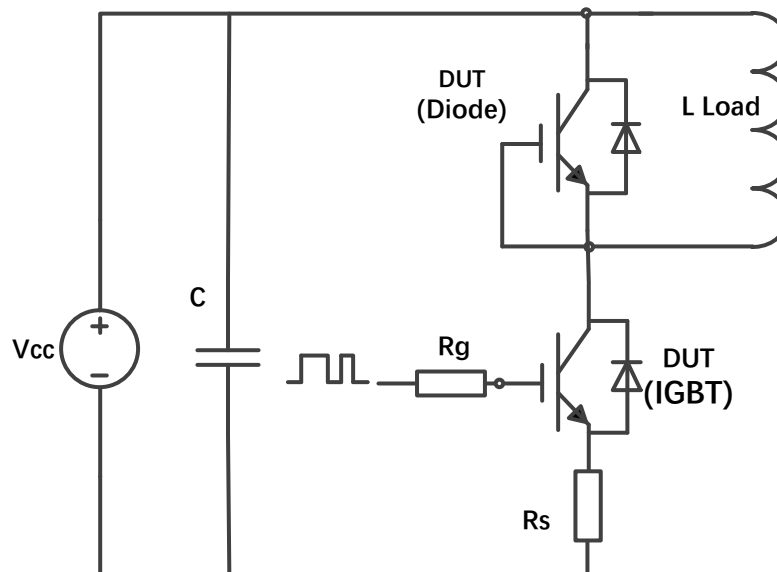 DUT
(Diode)
L Load
C
Vcc
Rg
DUT
(IGBT)
Rs